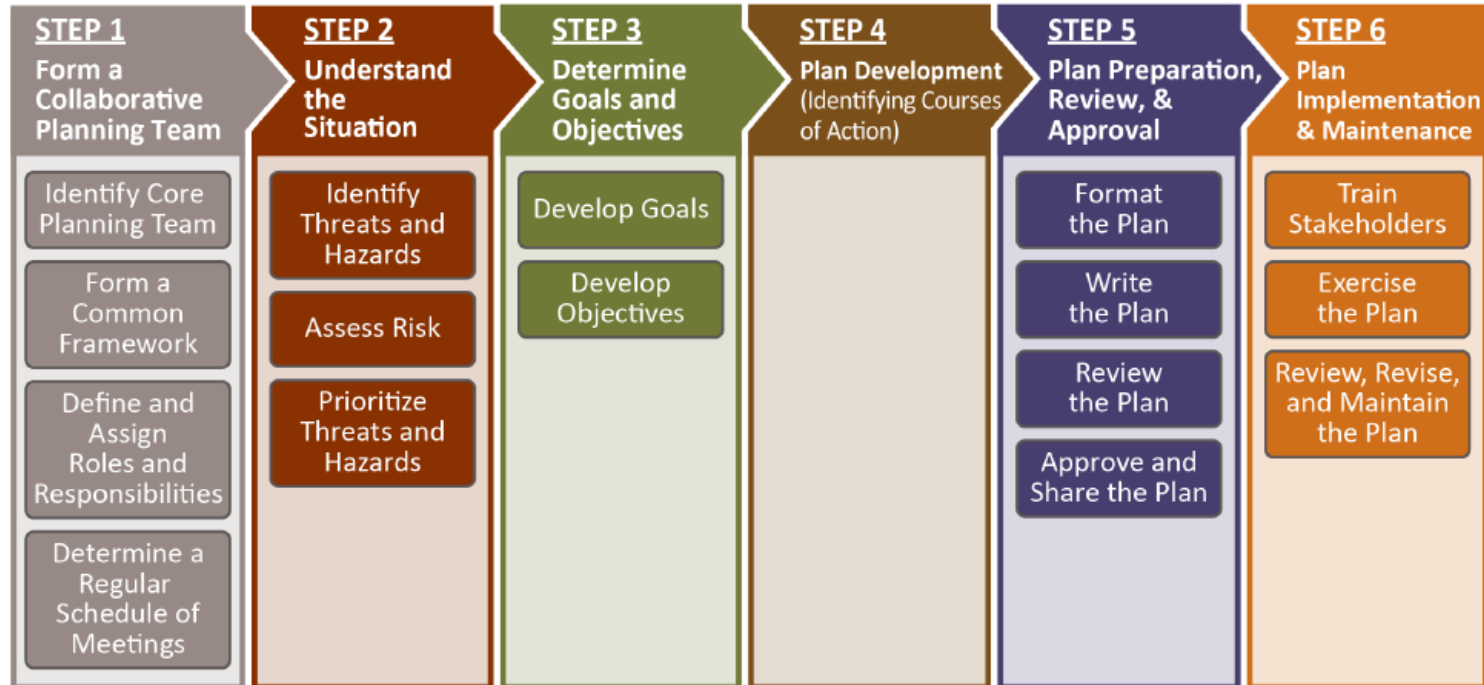 STEP 1
Form a
Collaborative
Planning Team
Identify Core
Planning Team
Form a
Common
Framework
Define and
Assign
Roles and
Responsibilities
Determine a
Regular
Schedule of
Meetings
STEP 2
Understand
the
Situation
Identify
Threats and
Hazards
Assess Risk
Prioritize
Threats and
Hazards
STEP 3
Determine
Goals and
Objectives
Develop Goals
Develop
Objectives
STEP 4
Plan Development
(Identifying Courses
of Action)
STEP 5
Plan Preparation,
Review, &
Approval
Format
the Plan
Write
the Plan
Review
the Plan
Approve and
Share the Plan
STEP 6
Plan
Implementation
& Maintenance
Train
Stakeholders
Exercise
the Plan
Review, Revise,
and Maintain
the Plan